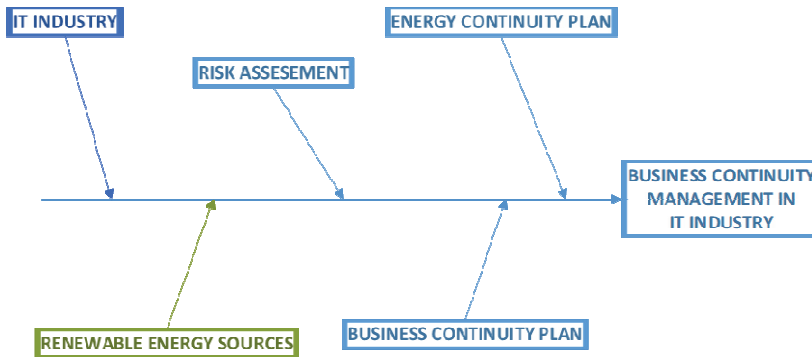 IT INDUSTRY
ENERGY CONTINUITY PLAN
RISK ASSESEMENT
BUSINESS CONTINUITY
MANAGEMENT IN
IT INDUSTRY
RENEWABLE ENERGY SOURCES
BUSINESS CONTINUITY PLAN